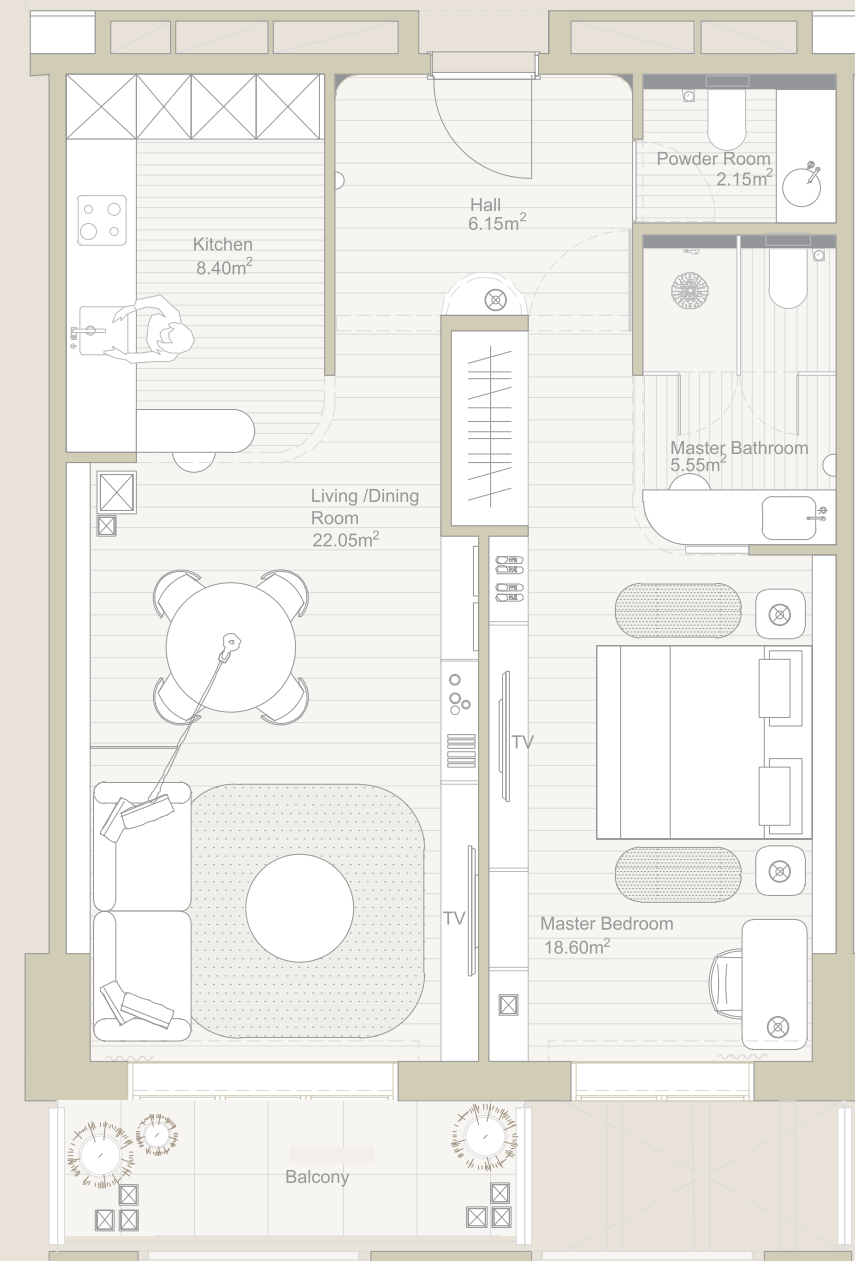 Powder Room
2.15m²
Hall
6.15m²
Kitchen
8.40m²
Master Bathroom
5.55m²
Living /Dining
Room
22.05m²
TV
TV
Master Bedroom
18.60m²
Balcony